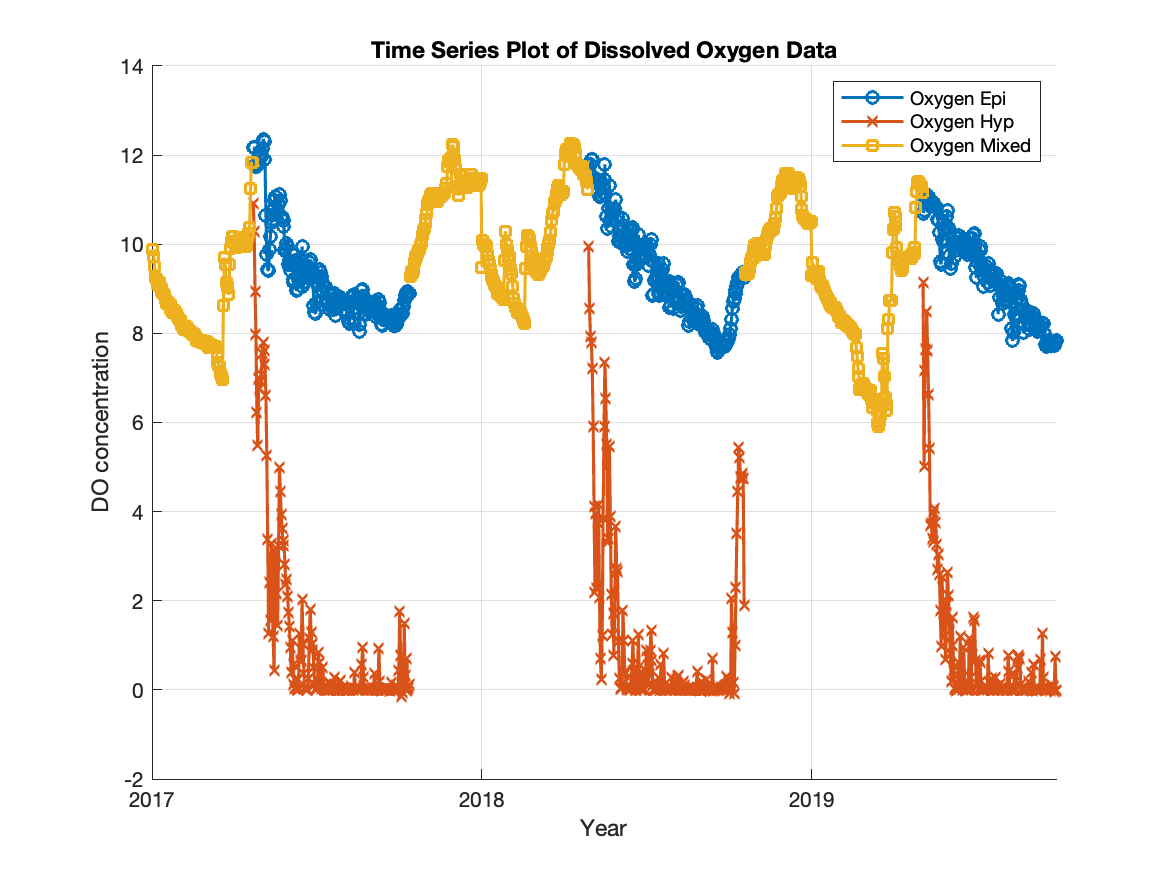 Time Series Plot of Dissolved Oxygen Data
14
12
10
8
6
4
2
0
-2
DO concentration
Oxygen Epi
Oxygen Hyp
Oxygen Mixed
2017
2018
2019
Year